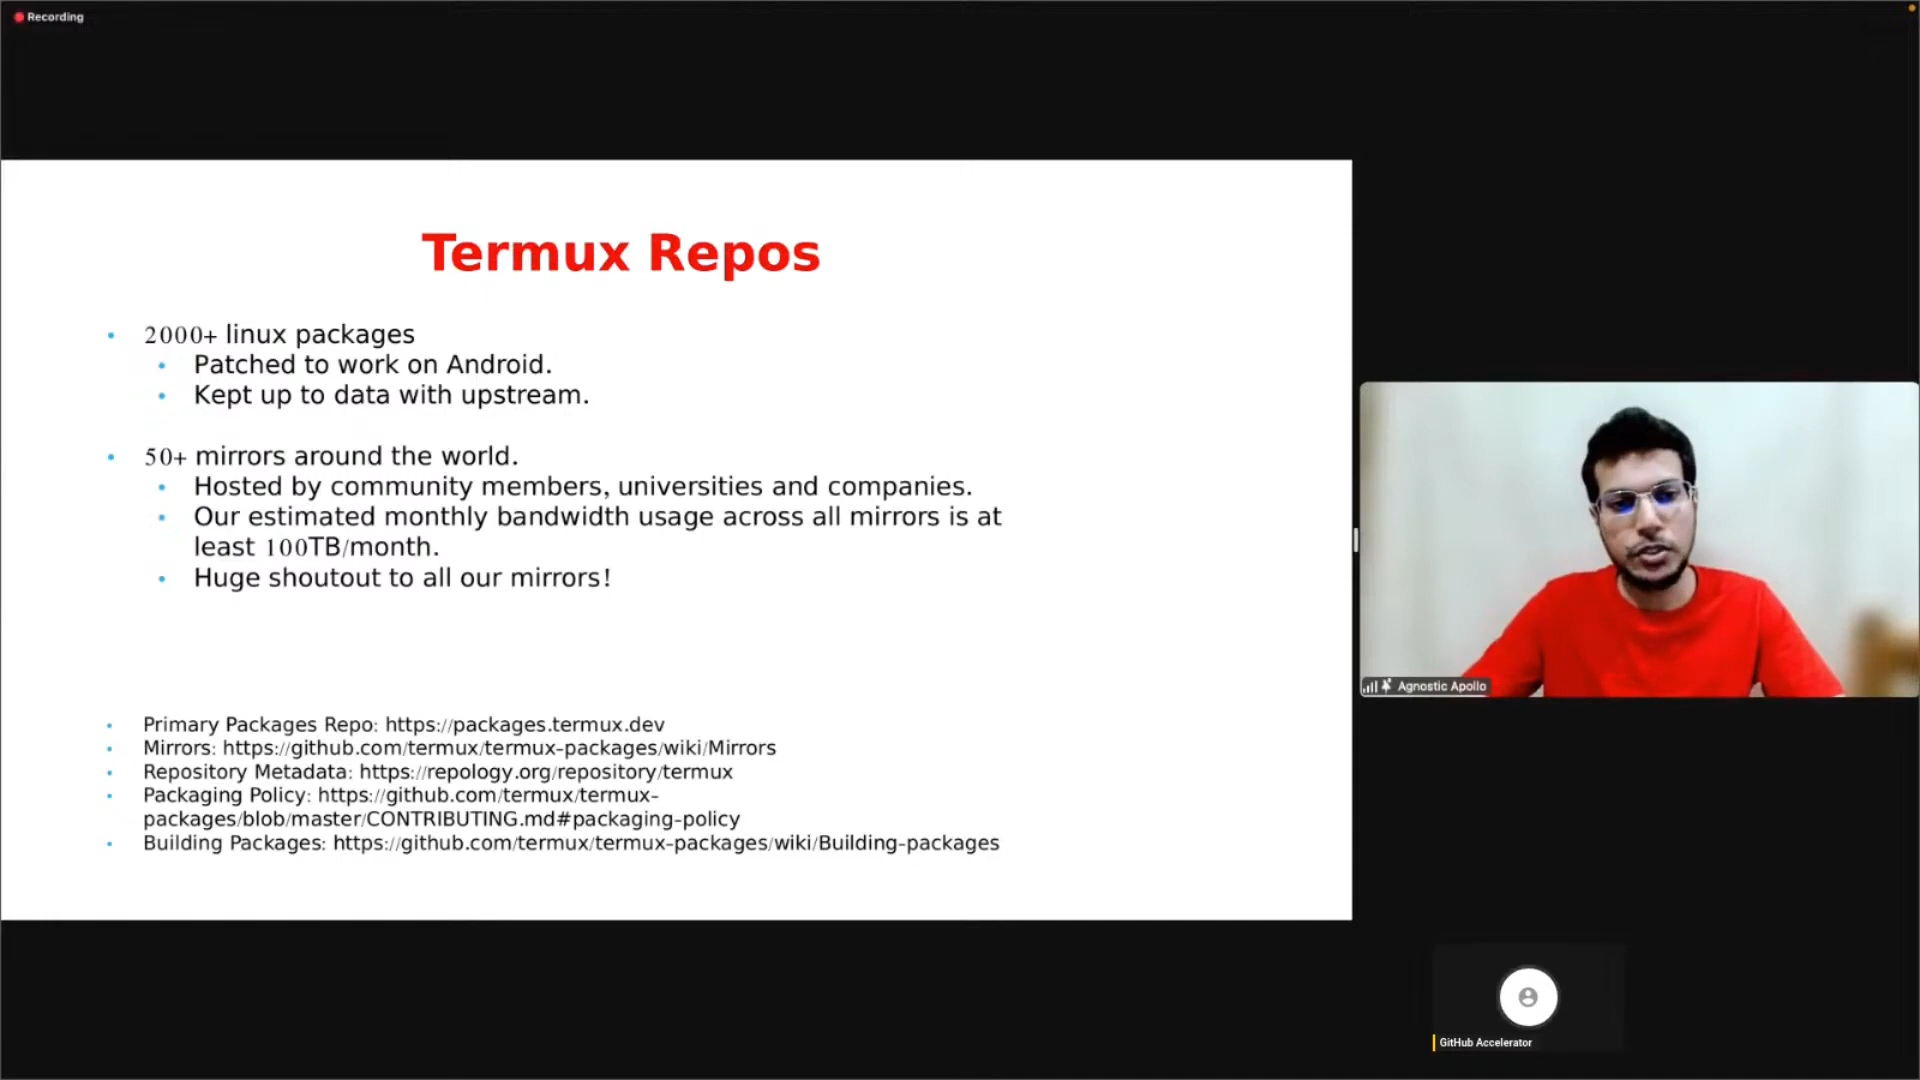 Recording
Termux Repos
• 2000+ linux packages
• Patched to work on Android.
• Kept up to data with upstream.
• 50+ mirrors around the world.
• Hosted by community members, universities and companies.
• Our estimated monthly bandwidth usage across all mirrors is at
least 100TB/month.
• Huge shoutout to all our mirrors!
• Primary Packages Repo: https://packages.termux.dev
• Mirrors: https://github.com/termux/termux-packages/wiki/Mirrors
• Repository Metadata: https://repology.org/repository/termux
• Packaging Policy: https://github.com/termux/termux-
packages/blob/master/CONTRIBUTING.md#packaging-policy
• Building Packages: https://github.com/termux/termux-packages/wiki/Building-packages
Agnostic Apollo
GitHub Accelerator